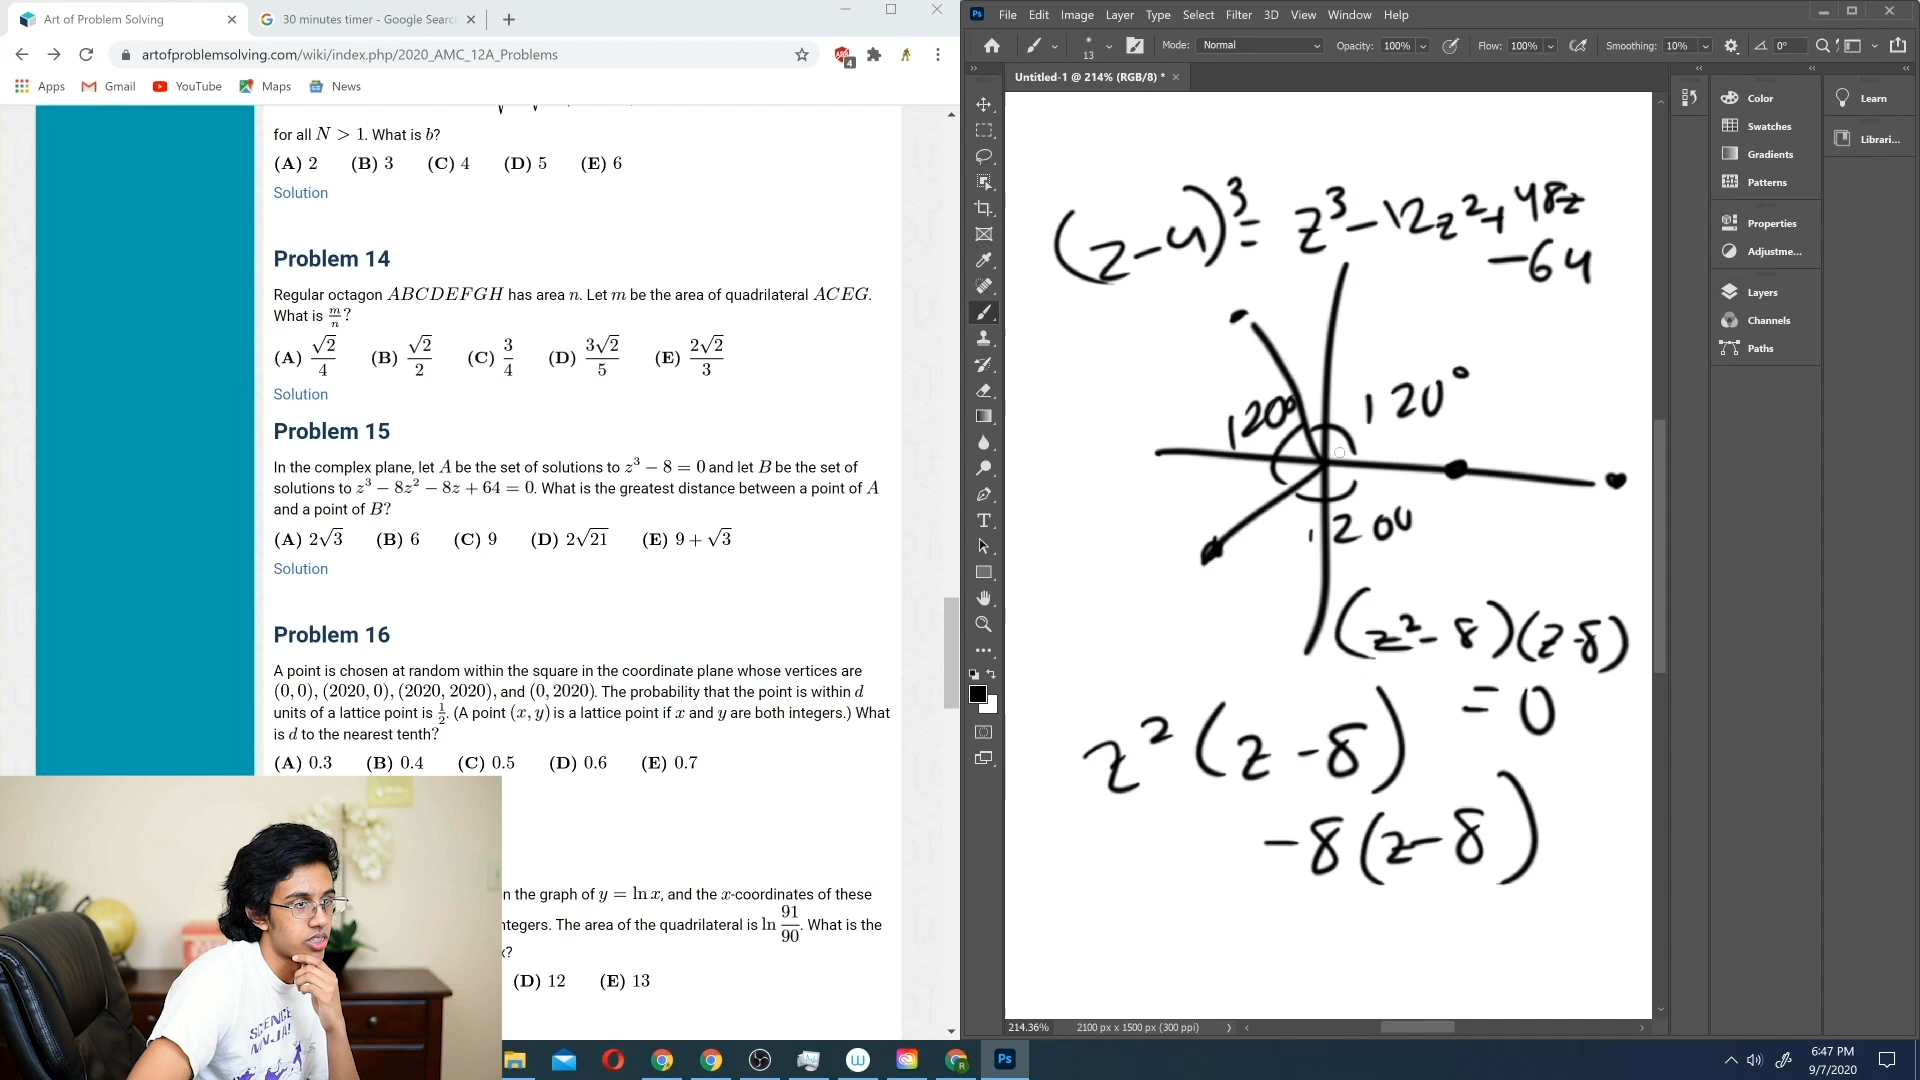 Art of Problem Solving
30 minutes timer - Google Searc
artofproblemsolving.com/wiki/index.php/2020_AMC_12A_Problems
4
Apps Gmail YouTube Maps News
for all N > 1. What is b?
(A) 2 (B) 3 (C) 4 (D) 5 (E) 6
Solution
Problem 14
Regular octagon ABCDEFGH has area n. Let m be the area of quadrilateral ACEG.
What is m/n?
(A) √2/4 (B) √2/2 (C) 3/4 (D) 3√2/5 (E) 2√2/3
Solution
Problem 15
In the complex plane, let A be the set of solutions to z³ − 8 = 0 and let B be the set of
solutions to z³ − 8z² − 8z + 64 = 0. What is the greatest distance between a point of A
and a point of B?
(A) 2√3 (B) 6 (C) 9 (D) 2√21 (E) 9 + √3
Solution
Problem 16
A point is chosen at random within the square in the coordinate plane whose vertices are
(0, 0), (2020, 0), (2020, 2020), and (0, 2020). The probability that the point is within d
units of a lattice point is 1/2. (A point (x, y) is a lattice point if x and y are both integers.) What
is d to the nearest tenth?
(A) 0.3 (B) 0.4 (C) 0.5 (D) 0.6 (E) 0.7
n the graph of y = ln x, and the x-coordinates of these
ntegers. The area of the quadrilateral is ln 91/90. What is the
x?
(D) 12 (E) 13
SCIENCE
NINJA!
Ps File Edit Image Layer Type Select Filter 3D View Window Help
13 Mode: Normal Opacity: 100% Flow: 100% Smoothing: 10% 0°
Untitled-1 @ 214% (RGB/8) *
(z-4)³= z³-12z²+48z
-64
120°
120°
1200
(z²-8)(z-8)
=0
z²(z-8)
-8(z-8)
Color
Swatches
Gradients
Patterns
Properties
Adjustme...
Layers
Channels
Paths
Learn
Librari...
214.36% 2100 px x 1500 px (300 ppi)
Ps
6:47 PM
9/7/2020